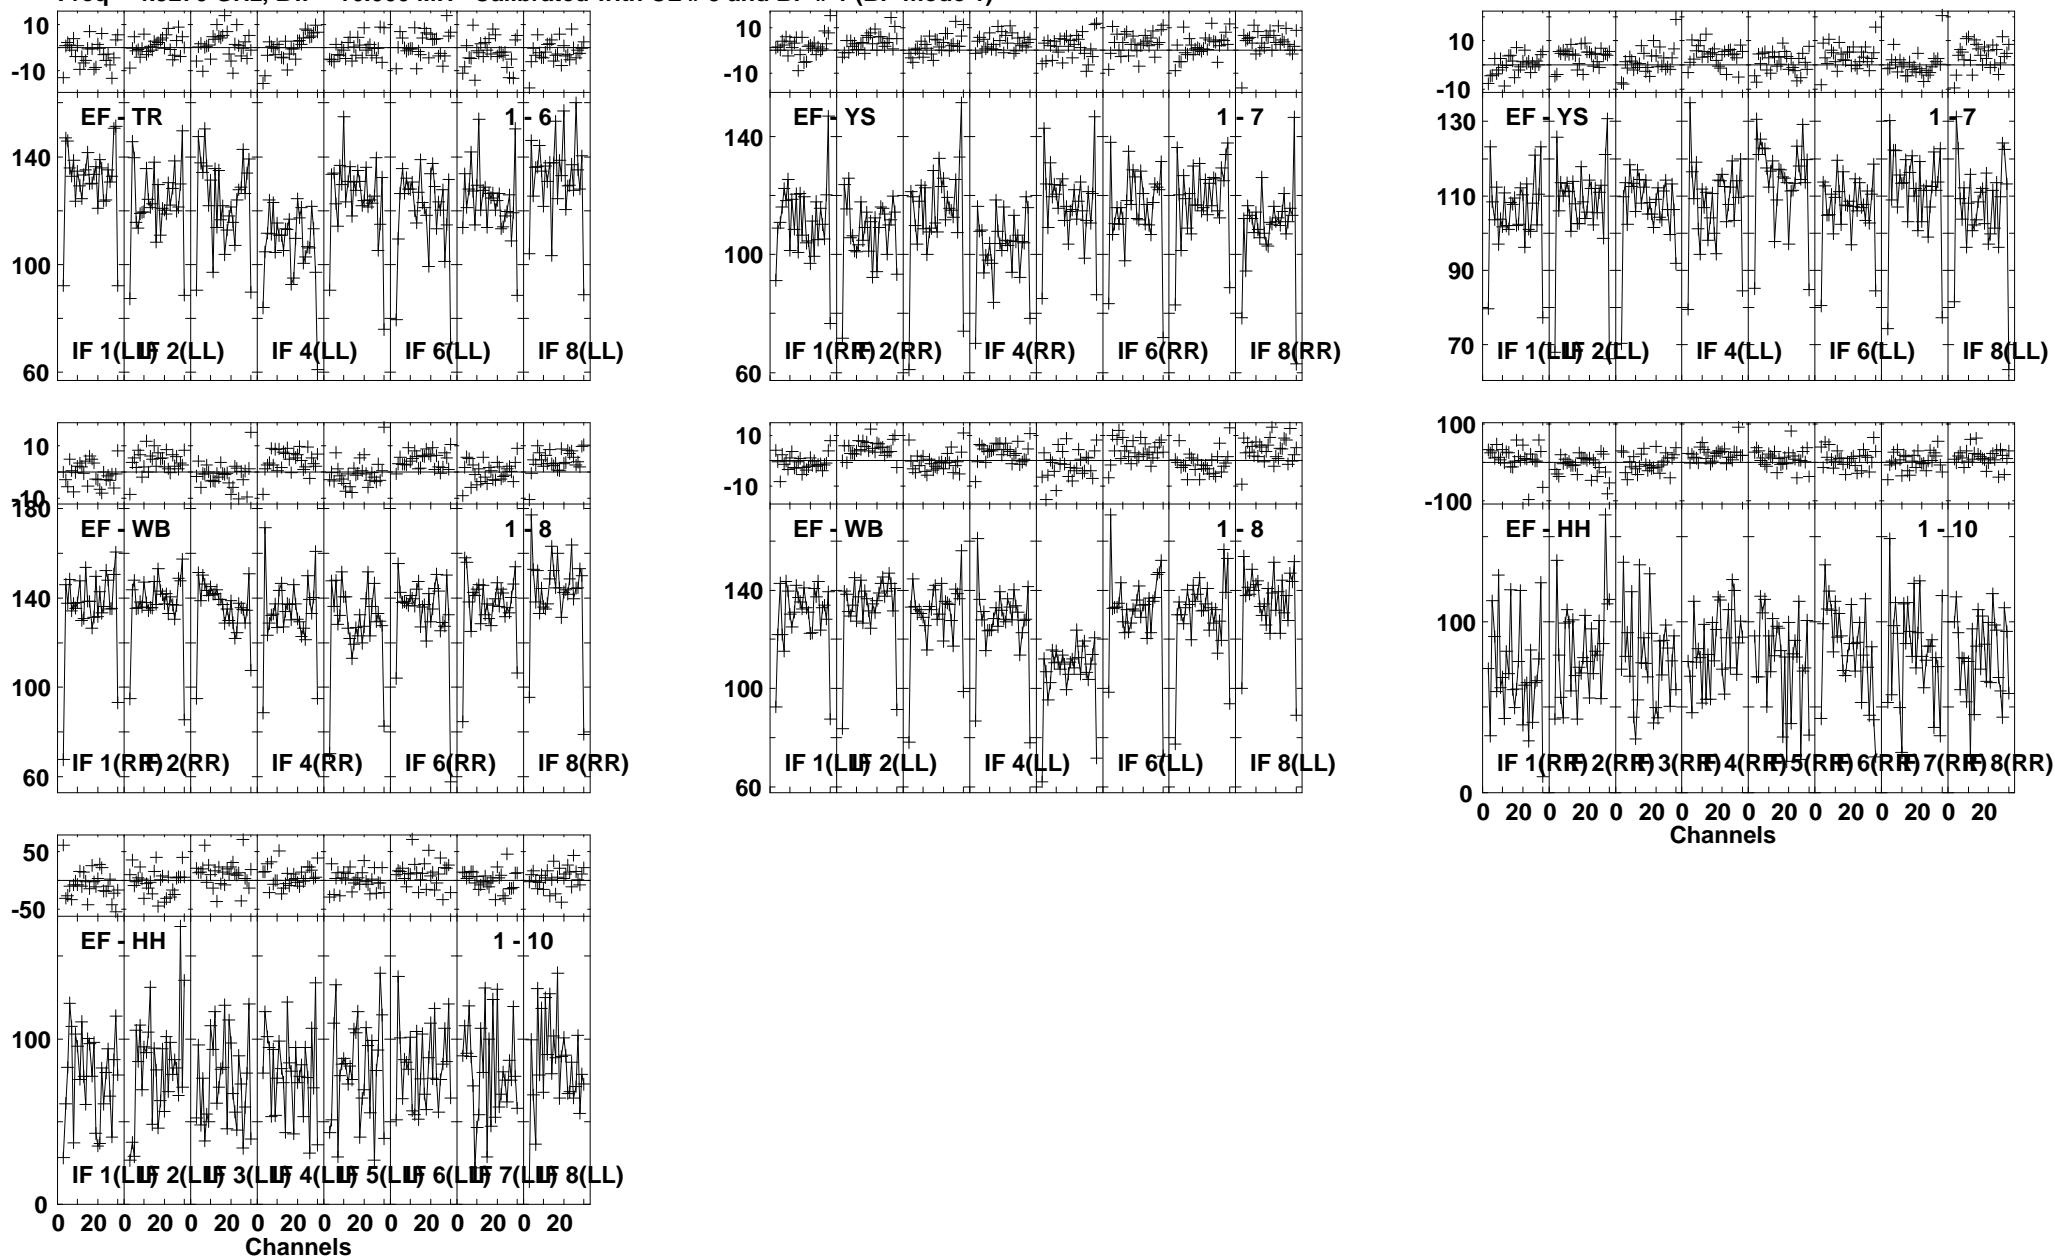 Freq GHz, Calibrated with CL # and BP # (BP mode 1)
10
-10
EF - TR 1 - 6
140
100
60
IF 1(LL) IF 2(LL) IF 4(LL) IF 6(LL) IF 8(LL)
10
-10
EF - YS 1 - 7
140
100
60
IF 1(RR) IF 2(RR) IF 4(RR) IF 6(RR) IF 8(RR)
10
-10
EF - YS 1 - 7
130
110
90
70
IF 1(LL) IF 2(LL) IF 4(LL) IF 6(LL) IF 8(LL)
10
-10
180
EF - WB 1 - 8
140
100
60
IF 1(RR) IF 2(RR) IF 4(RR) IF 6(RR) IF 8(RR)
10
-10
EF - WB 1 - 8
140
100
60
IF 1(LL) IF 2(LL) IF 4(LL) IF 6(LL) IF 8(LL)
100
-100
EF - HH 1 - 10
100
0
IF 1(RR) IF 2(RR) IF 3(RR) IF 4(RR) IF 5(RR) IF 6(RR) IF 7(RR) IF 8(RR)
0 20 0 20 0 20 0 20 0 20 0 20 0 20 0 20
Channels
50
-50
EF - HH 1 - 10
100
0
IF 1(LL) IF 2(LL) IF 3(LL) IF 4(LL) IF 5(LL) IF 6(LL) IF 7(LL) IF 8(LL)
0 20 0 20 0 20 0 20 0 20 0 20 0 20 0 20
Channels